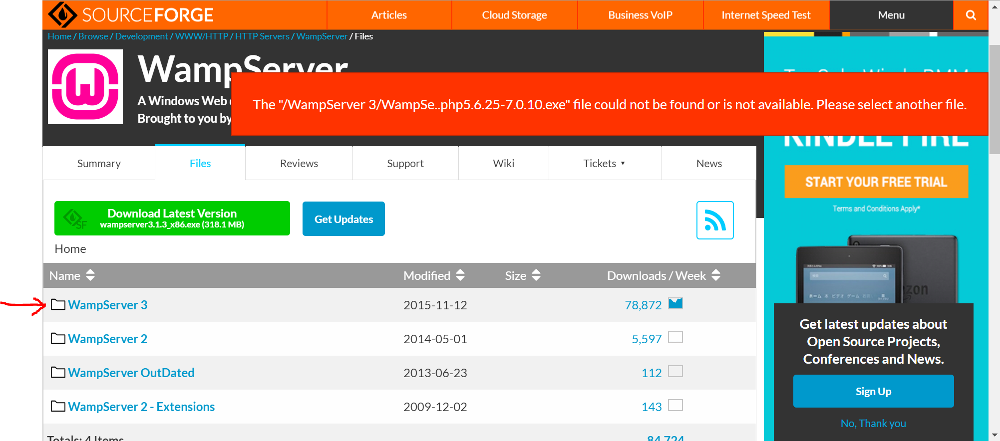 SOURCEFORGE
Articles
Cloud Storage
Business VoIP
Internet Speed Test
Menu
Home / Browse / Development / WWW/HTTP / HTTP Servers / WampServer / Files
WampServer
A Windows Web
Brought to you by
The "/WampServer 3/WampSe..php5.6.25-7.0.10.exe" file could not be found or is not available. Please select another file.
KINDLE FIRE
START YOUR FREE TRIAL
Terms and Conditions Apply*
Summary
Files
Reviews
Support
Wiki
Tickets ▼
News
SF
Download Latest Version
wampserver3.1.3_x86.exe (318.1 MB)
Get Updates
Home
Name
Modified
Size
Downloads / Week
WampServer 3
2015-11-12
78,872
WampServer 2
2014-05-01
5,597
WampServer OutDated
2013-06-23
112
WampServer 2 - Extensions
2009-12-02
143
Totals: 4 Items
84,724
Get latest updates about
Open Source Projects,
Conferences and News.
Sign Up
No, Thank you